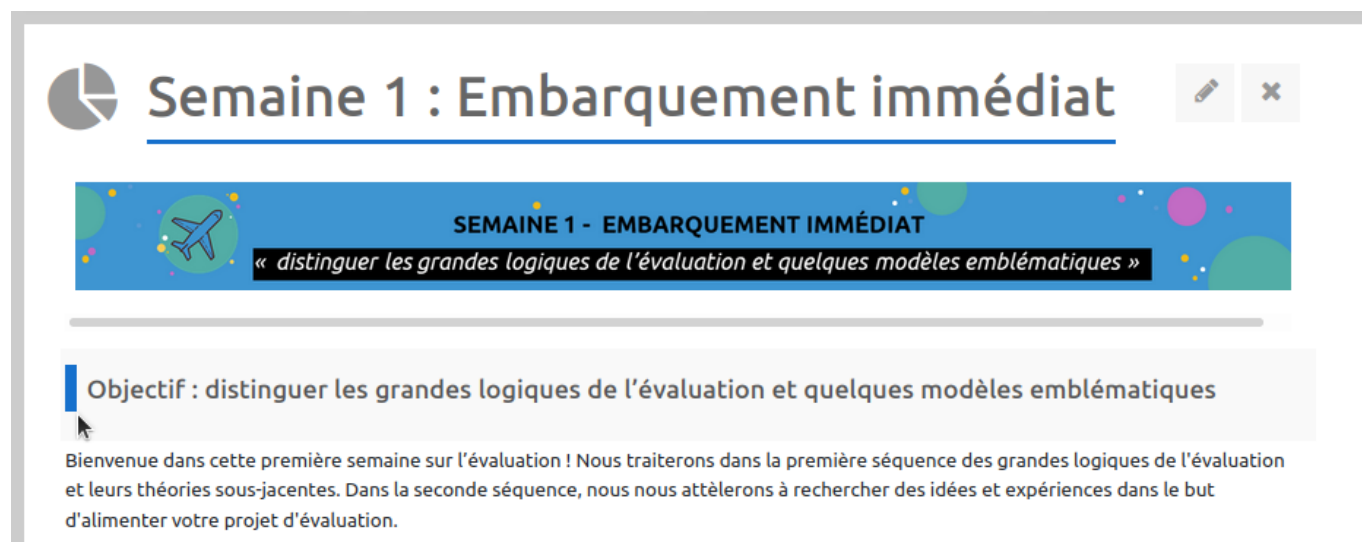 Semaine 1 : Embarquement immédiat
SEMAINE 1 - EMBARQUEMENT IMMÉDIAT
« distinguer les grandes logiques de l’évaluation et quelques modèles emblématiques »
Objectif : distinguer les grandes logiques de l’évaluation et quelques modèles emblématiques
Bienvenue dans cette première semaine sur l’évaluation ! Nous traiterons dans la première séquence des grandes logiques de l'évaluation
et leurs théories sous-jacentes. Dans la seconde séquence, nous nous attèlerons à rechercher des idées et expériences dans le but
d'alimenter votre projet d'évaluation.